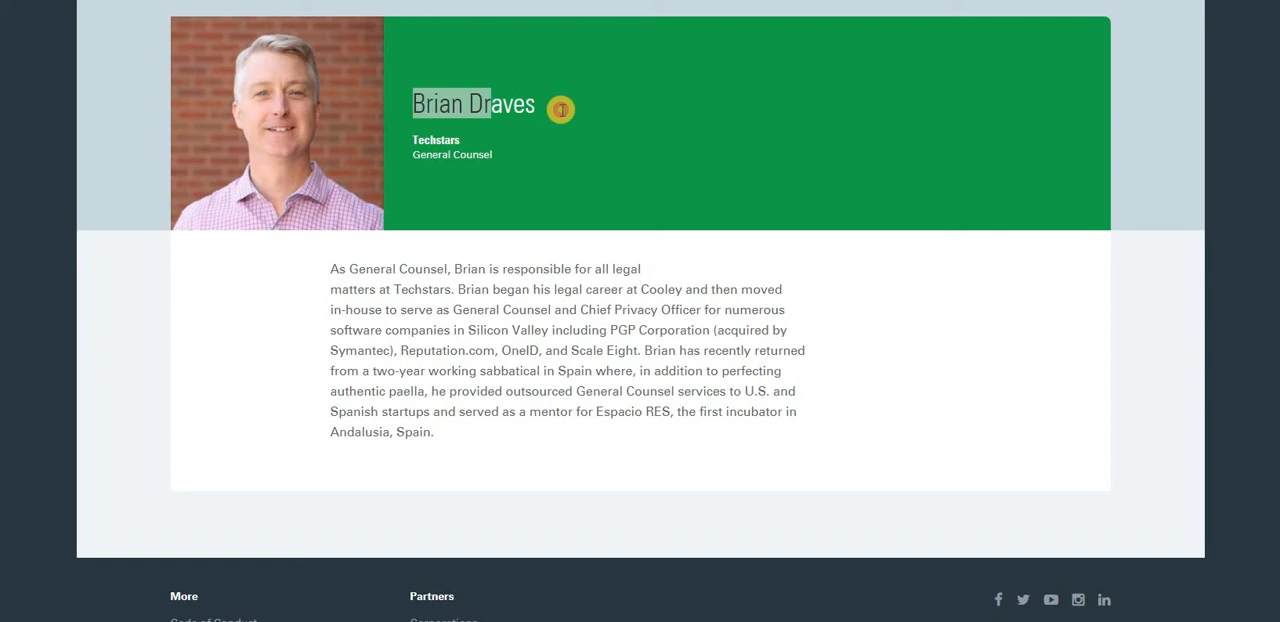 Brian Draves
Techstars
General Counsel
As General Counsel, Brian is responsible for all legal
matters at Techstars. Brian began his legal career at Cooley and then moved
in-house to serve as General Counsel and Chief Privacy Officer for numerous
software companies in Silicon Valley including PGP Corporation (acquired by
Symantec), Reputation.com, OneID, and Scale Eight. Brian has recently returned
from a two-year working sabbatical in Spain where, in addition to perfecting
authentic paella, he provided outsourced General Counsel services to U.S. and
Spanish startups and served as a mentor for Espacio RES, the first incubator in
Andalusia, Spain.
More
Partners
Code of Conduct
Corporations